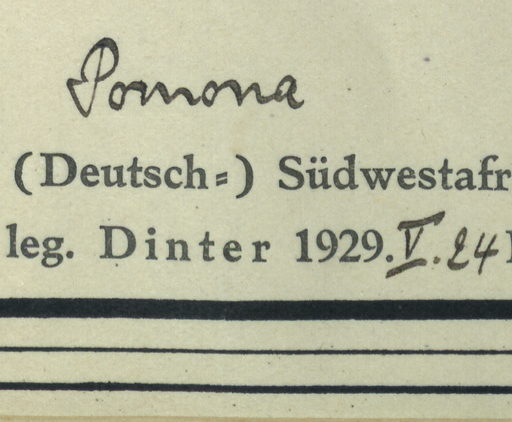 Pomona
(Deutsch=) Südwestafr
leg. Dinter 1929.V.24